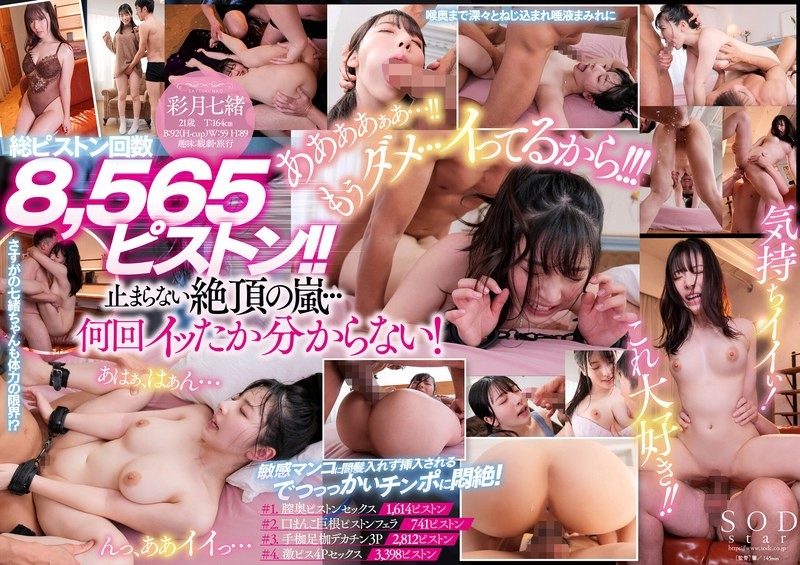 彩月七緒
21歳 T:164cm
B:92(H-cup)W:59 H:89
趣味:観劇・旅行
喉奥まで深々とねじ込まれ唾液まみれに
総ピストン回数
8,565
ピストン!!
止まらない絶頂の嵐…
何回イッたか分からない!
さすがの七緒ちゃんも体力の限界!?
ああああぁぁ…!!
もうダメ…イってるから!!!
気持ちイイぃ!
これ大好き!!
あはぁ、はぁん…
んっ、ああイイっ…
敏感マンコに間髪入れず挿入される
でつっっかいチンポに悶絶!
#1. 膣奥ピストンセックス 1,614ピストン
#2. 口まんこ巨根ピストンフェラ 741ピストン
#3. 手枷足枷デカチン3P 2,812ピストン
#4. 激ピス4Pセックス 3,398ピストン
SOD
star